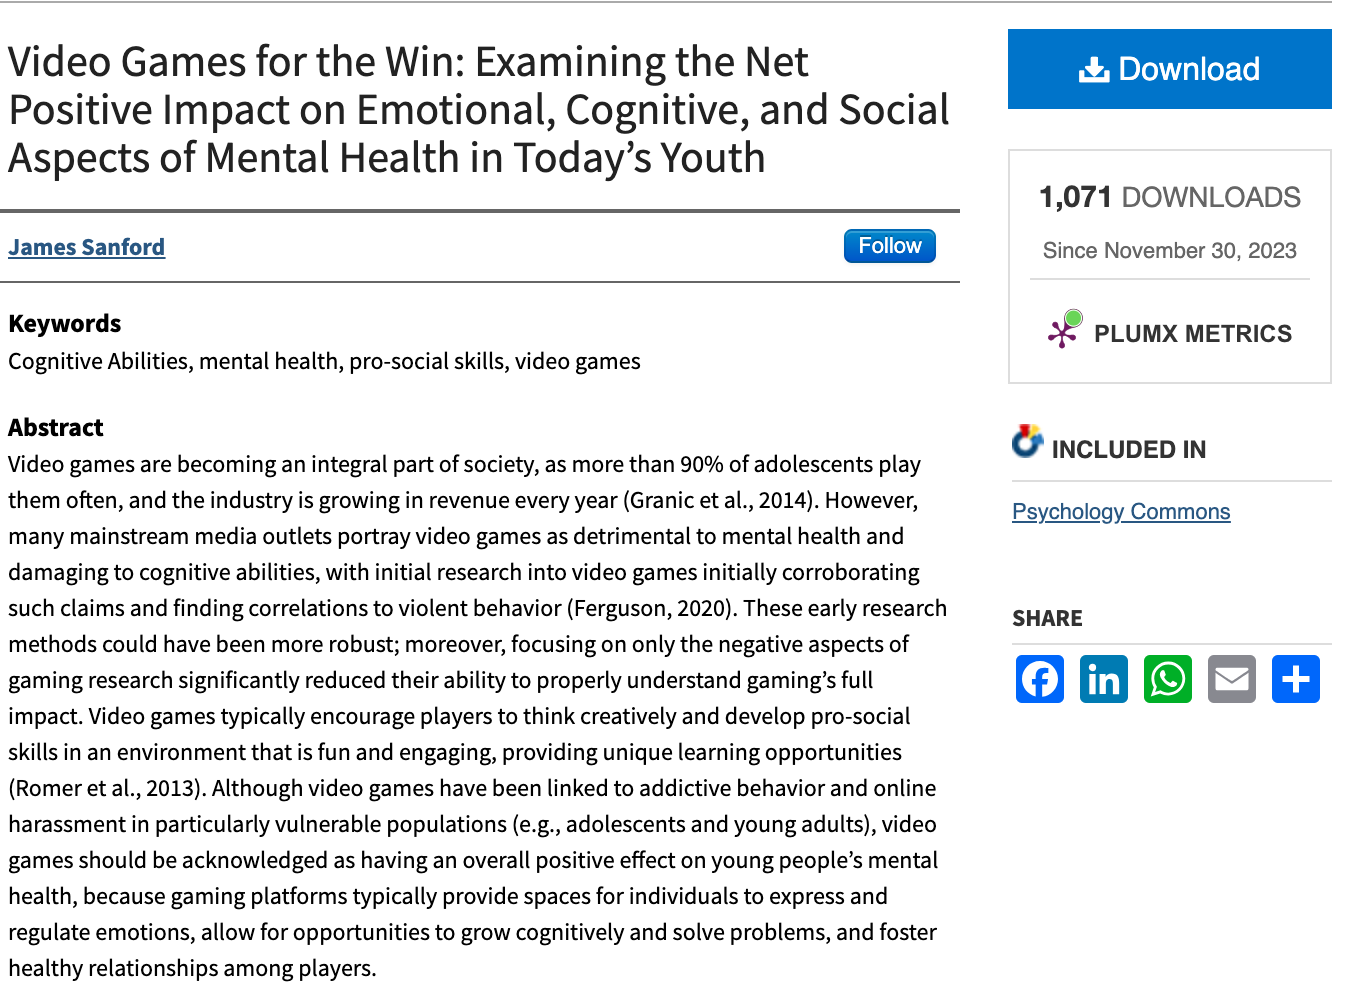 Video Games for the Win: Examining the Net
Positive Impact on Emotional, Cognitive, and Social
Aspects of Mental Health in Today’s Youth
James Sanford
Follow
Keywords
Cognitive Abilities, mental health, pro-social skills, video games
Abstract
Video games are becoming an integral part of society, as more than 90% of adolescents play
them often, and the industry is growing in revenue every year (Granic et al., 2014). However,
many mainstream media outlets portray video games as detrimental to mental health and
damaging to cognitive abilities, with initial research into video games initially corroborating
such claims and finding correlations to violent behavior (Ferguson, 2020). These early research
methods could have been more robust; moreover, focusing on only the negative aspects of
gaming research significantly reduced their ability to properly understand gaming’s full
impact. Video games typically encourage players to think creatively and develop pro-social
skills in an environment that is fun and engaging, providing unique learning opportunities
(Romer et al., 2013). Although video games have been linked to addictive behavior and online
harassment in particularly vulnerable populations (e.g., adolescents and young adults), video
games should be acknowledged as having an overall positive effect on young people’s mental
health, because gaming platforms typically provide spaces for individuals to express and
regulate emotions, allow for opportunities to grow cognitively and solve problems, and foster
healthy relationships among players.
Download
1,071 DOWNLOADS
Since November 30, 2023
PLUMX METRICS
INCLUDED IN
Psychology Commons
SHARE